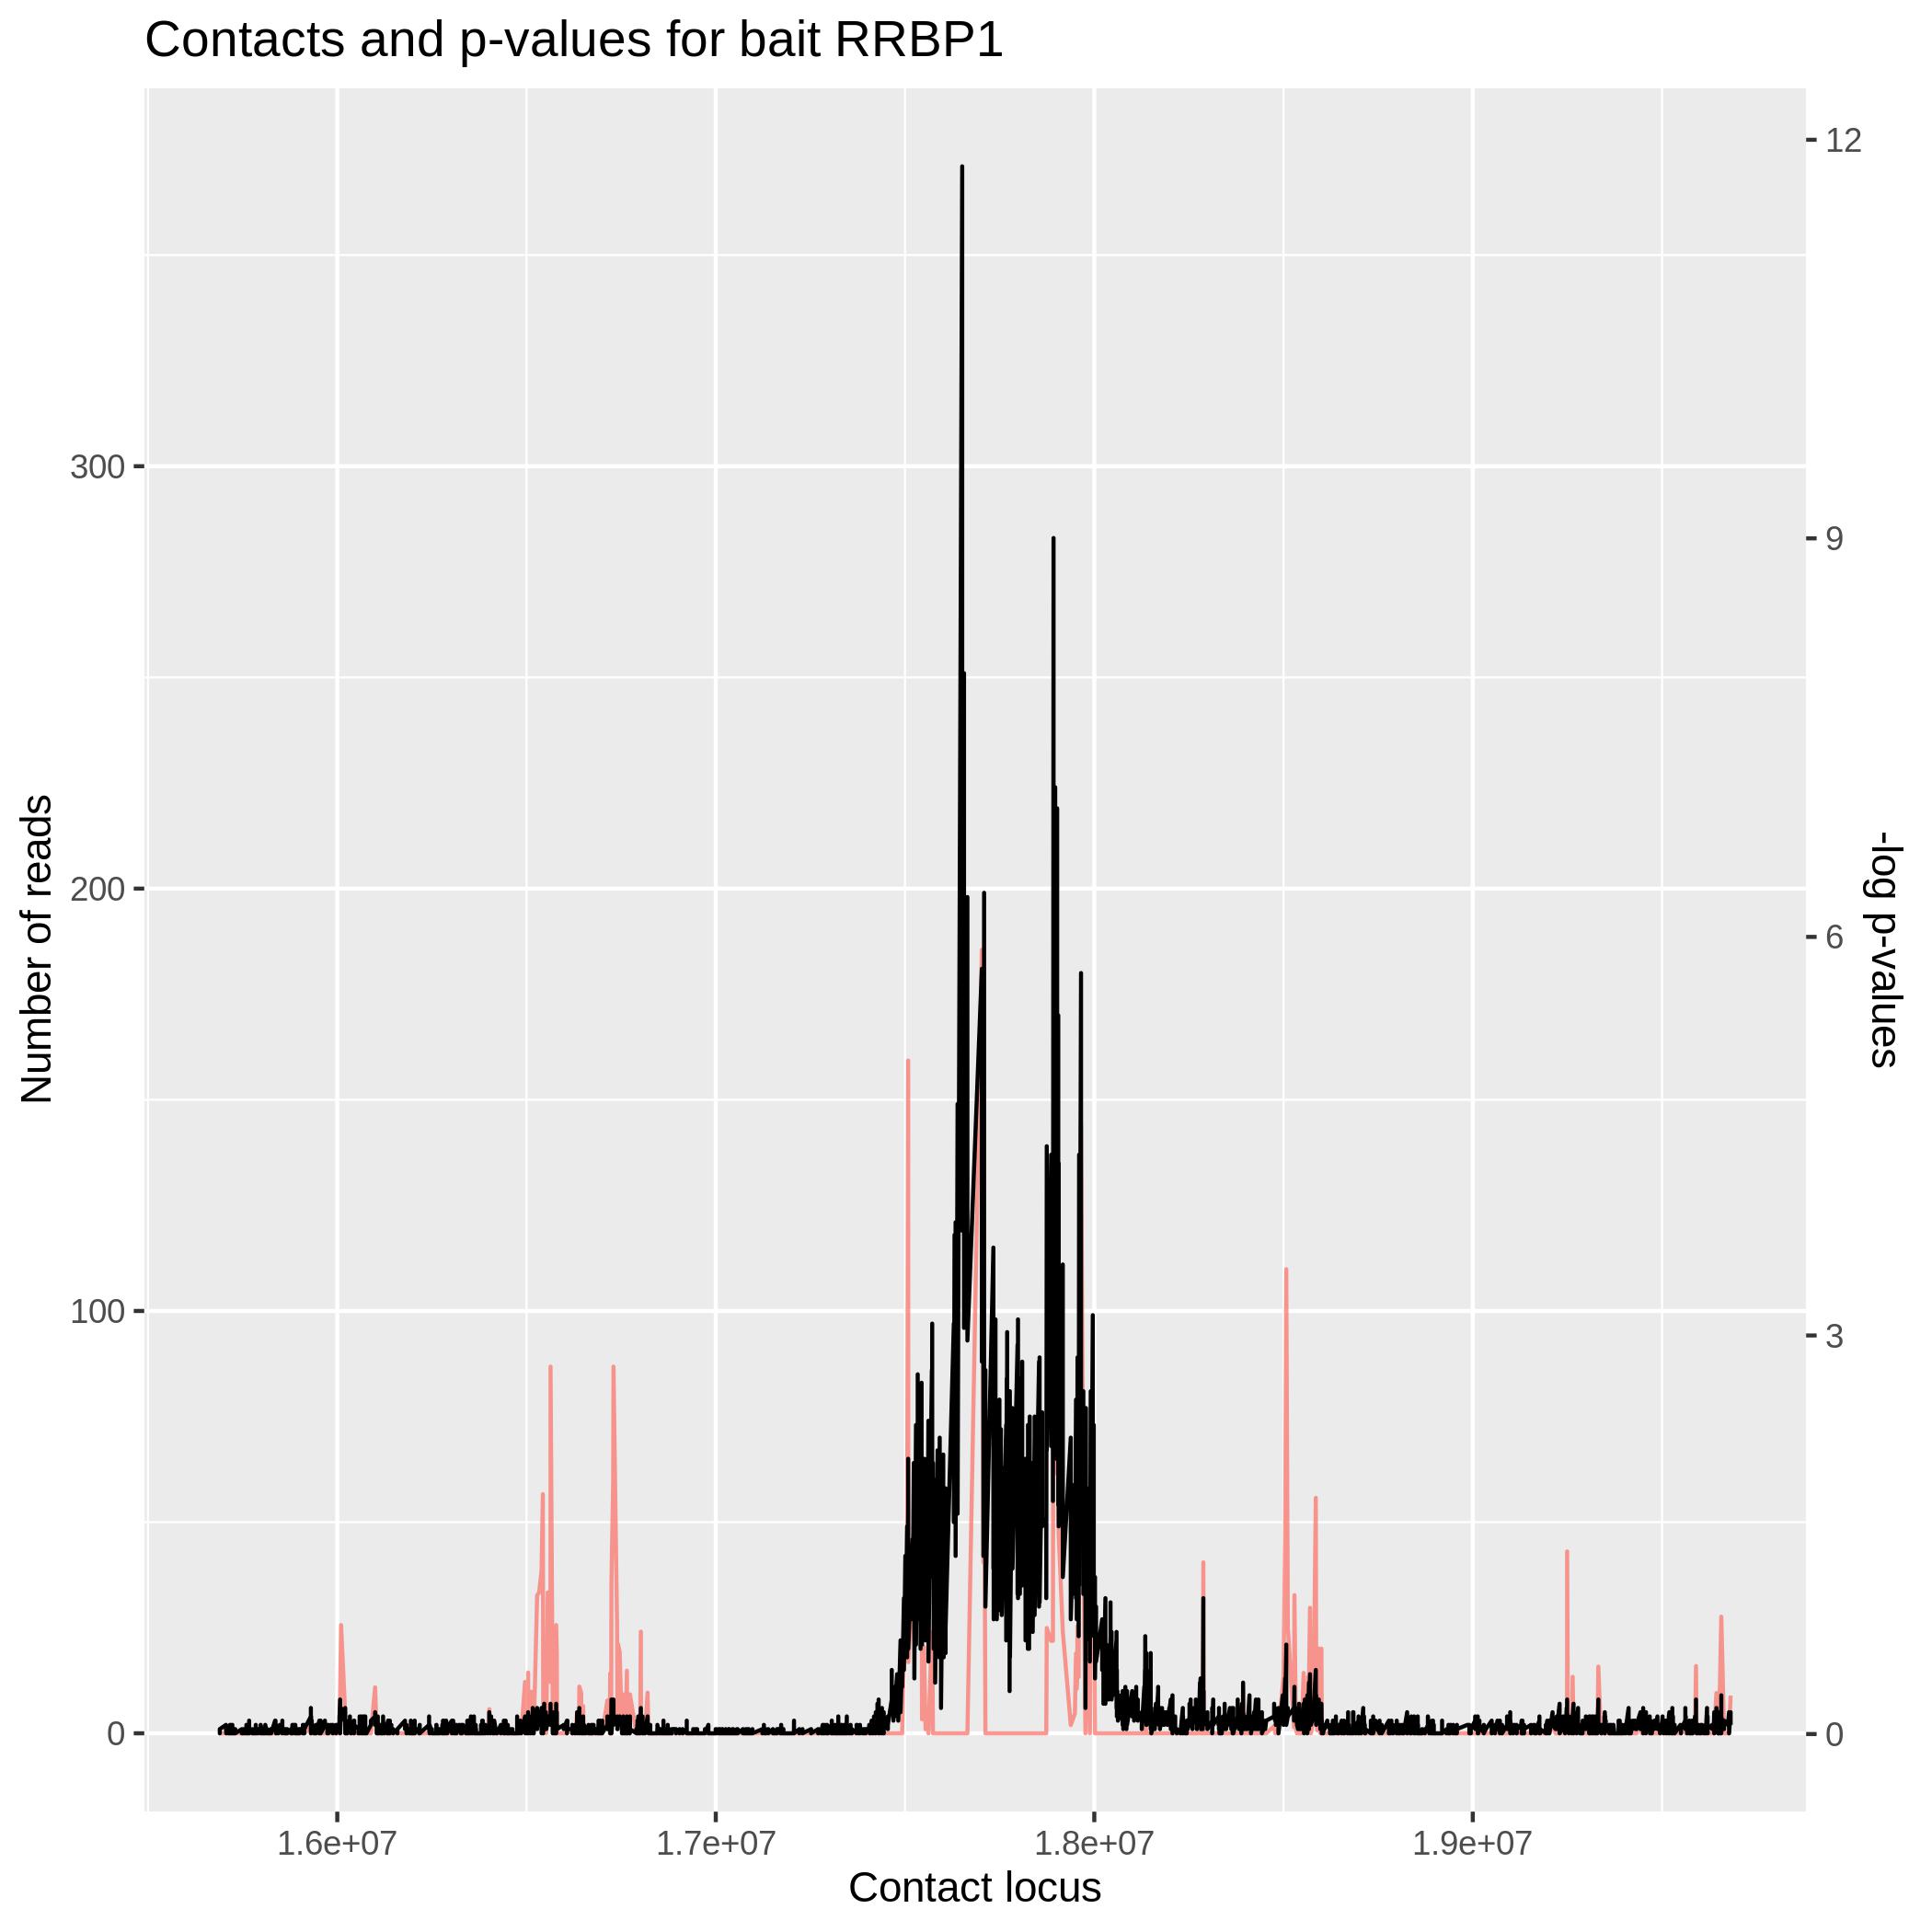 Contacts and p-values for bait RRBP1
12
300
9
200
6
100
3
0
0
Number of reads
-log p-values
1.6e+07
1.7e+07
1.8e+07
1.9e+07
Contact locus